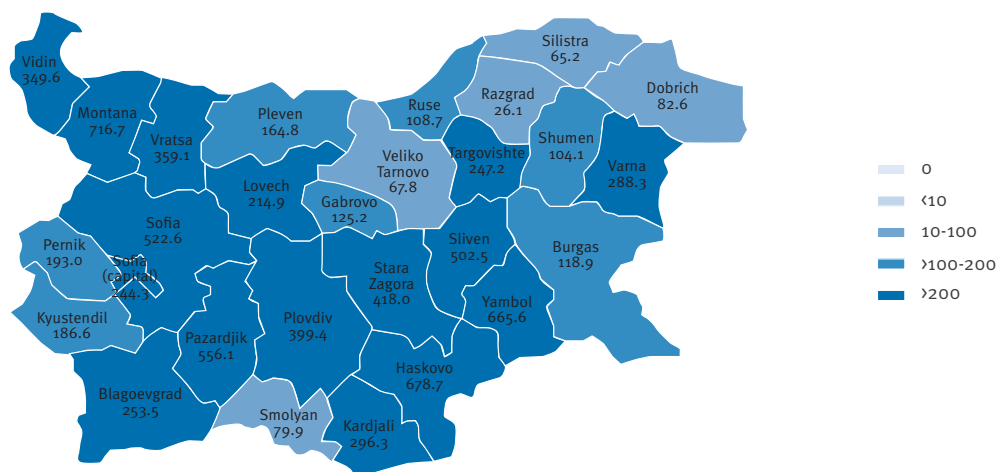 Silistra
65.2
Vidin
349.6
Dobrich
82.6
Razgrad
26.1
Montana
716.7
Pleven
164.8
Ruse
108.7
Vratsa
359.1
Shumen
104.1
Veliko
Tarnovo
67.8
Targovishte
247.2
Varna
288.3
Lovech
214.9
Gabrovo
125.2
Sofia
522.6
Pernik
193.0
Sofia
(capital)
244.3
Sliven
502.5
Burgas
118.9
Stara
Zagora
418.0
Kyustendil
186.6
Yambol
665.6
Plovdiv
399.4
Pazardjik
556.1
Haskovo
678.7
Blagoevgrad
253.5
Smolyan
79.9
Kardjali
296.3
0
<10
10-100
>100-200
>200